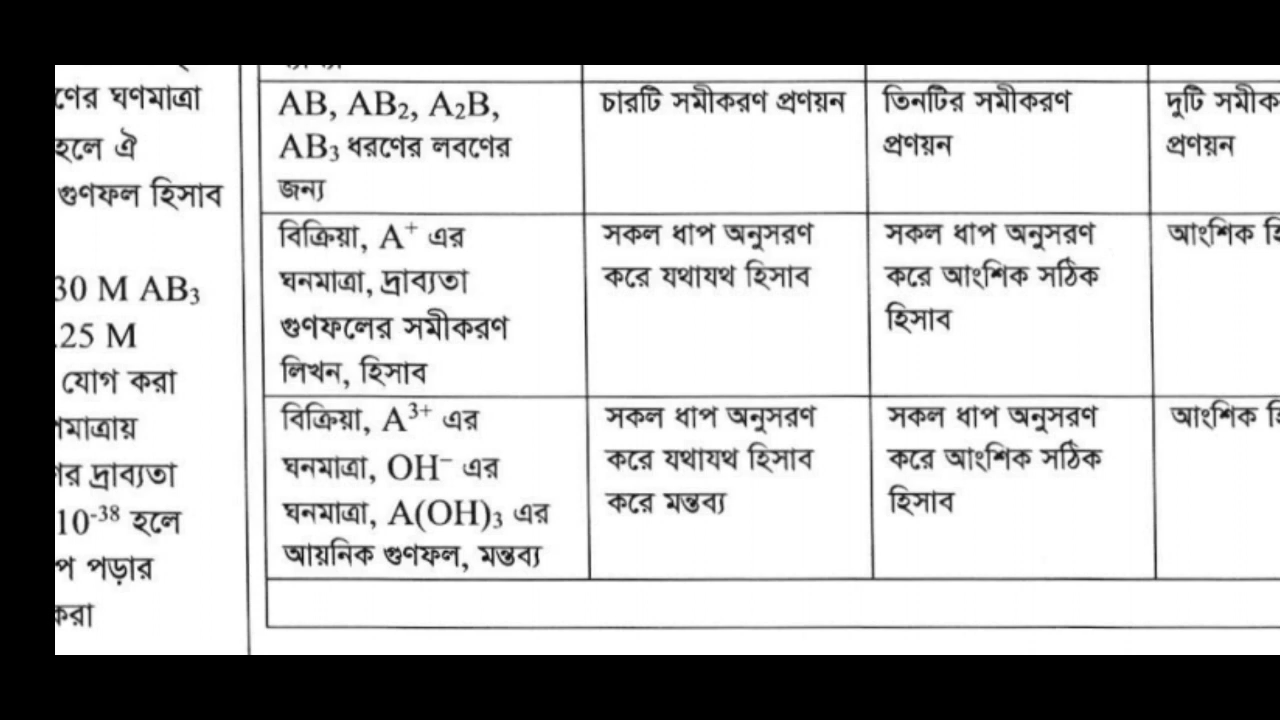 ণের ঘণমাত্রা
হলে ঐ
গুণফল হিসাব
30 M AB₃
.25 M
যোগ করা
ণমাত্রায়
দ্রাব্যতা
10⁻³⁸ হলে
পড়ার
করা
AB, AB₂, A₂B,
AB₃ ধরণের লবণের
জন্য
চারটি সমীকরণ প্রণয়ন
তিনটির সমীকরণ
প্রণয়ন
দুটি সমীক
প্রণয়ন
বিক্রিয়া, A⁺ এর
ঘনমাত্রা, দ্রাব্যতা
গুণফলের সমীকরণ
লিখন, হিসাব
সকল ধাপ অনুসরণ
করে যথাযথ হিসাব
সকল ধাপ অনুসরণ
করে আংশিক সঠিক
হিসাব
আংশিক হি
বিক্রিয়া, A³⁺ এর
ঘনমাত্রা, OH⁻ এর
ঘনমাত্রা, A(OH)₃ এর
আয়নিক গুণফল, মন্তব্য
সকল ধাপ অনুসরণ
করে যথাযথ হিসাব
করে মন্তব্য
সকল ধাপ অনুসরণ
করে আংশিক সঠিক
হিসাব
আংশিক হি